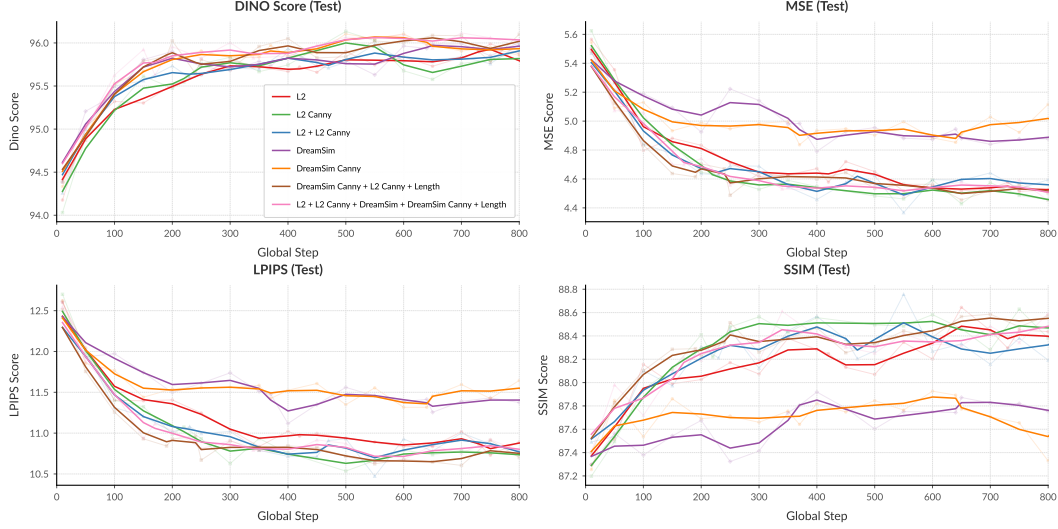 DINO Score (Test)
Dino Score
96.0
95.5
95.0
94.5
94.0
0 100 200 300 400 500 600 700 800
Global Step
L2
L2 Canny
L2 + L2 Canny
DreamSim
DreamSim Canny
DreamSim Canny + L2 Canny + Length
L2 + L2 Canny + DreamSim + DreamSim Canny + Length
MSE (Test)
MSE Score
5.6
5.4
5.2
5.0
4.8
4.6
4.4
0 100 200 300 400 500 600 700 800
Global Step
LPIPS (Test)
LPIPS Score
12.5
12.0
11.5
11.0
10.5
0 100 200 300 400 500 600 700 800
Global Step
SSIM (Test)
SSIM Score
88.8
88.6
88.4
88.2
88.0
87.8
87.6
87.4
87.2
0 100 200 300 400 500 600 700 800
Global Step